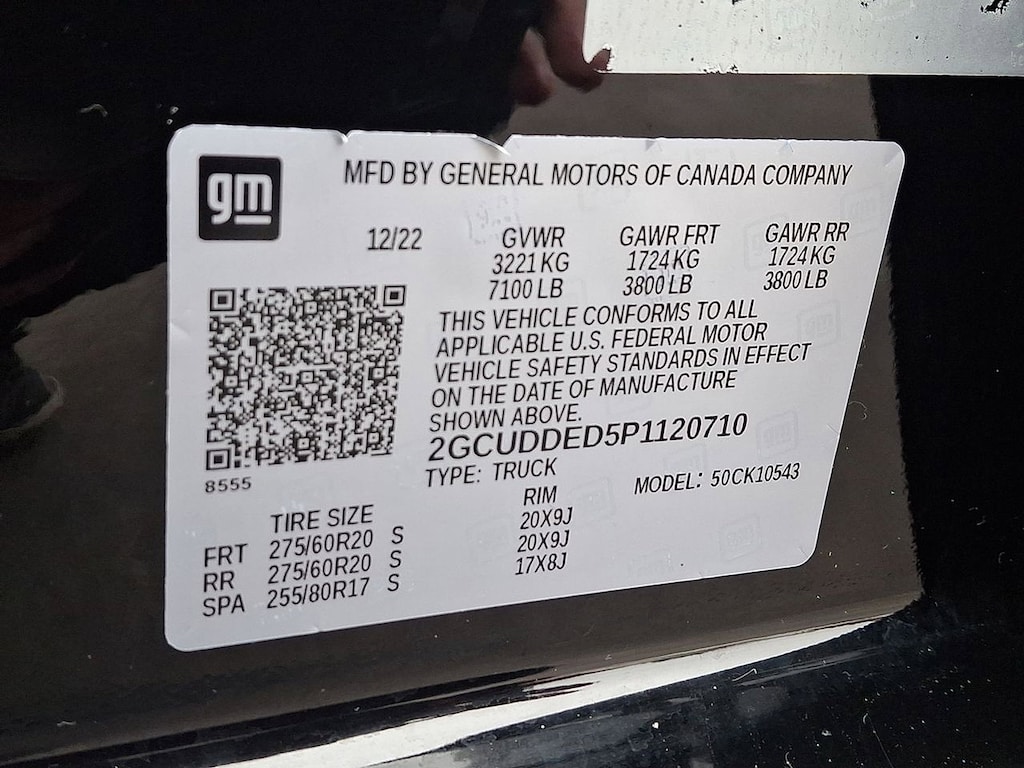 gm
MFD BY GENERAL MOTORS OF CANADA COMPANY
12/22 GVWR GAWR FRT GAWR RR
3221 KG 1724 KG 1724 KG
7100 LB 3800 LB 3800 LB
THIS VEHICLE CONFORMS TO ALL
APPLICABLE U.S. FEDERAL MOTOR
VEHICLE SAFETY STANDARDS IN EFFECT
ON THE DATE OF MANUFACTURE
SHOWN ABOVE.
2GCUDDED5P1120710
8555
TYPE: TRUCK MODEL: 50CK10543
TIRE SIZE RIM
FRT 275/60R20 S 20X9J
RR 275/60R20 S 20X9J
SPA 255/80R17 S 17X8J